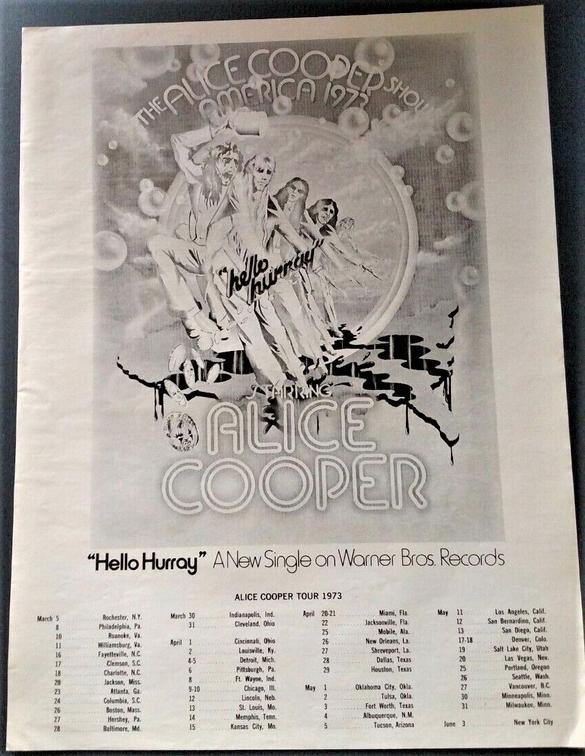 THE ALICE COOPER SHOW
AMERICA 1973
"hello
hurray"
STARRING
ALICE
COOPER
"Hello Hurray" A New Single on Warner Bros. Records
ALICE COOPER TOUR 1973
March 5 Rochester, N.Y.
8 Philadelphia, Pa.
10 Roanoke, Va.
11 Williamsburg, Va.
16 Fayetteville, N.C.
17 Clemson, S.C.
18 Charlotte, N.C.
20 Jackson, Miss.
23 Atlanta, Ga.
24 Columbia, S.C.
26 Boston, Mass.
27 Hershey, Pa.
28 Baltimore, Md.
March 30 Indianapolis, Ind.
31 Cleveland, Ohio
April 1 Cincinnati, Ohio
2 Louisville, Ky.
4-5 Detroit, Mich.
6 Pittsburg, Pa.
8 Ft. Wayne, Ind.
9-10 Chicago, Ill.
12 Lincoln, Neb.
13 St. Louis, Mo.
14 Memphis, Tenn.
15 Kansas City, Mo.
April 20-21 Miami, Fla.
22 Jacksonville, Fla.
25 Mobile, Ala.
26 New Orleans, La.
27 Shreveport, La.
28 Dallas, Texas
29 Houston, Texas
May 1 Oklahoma City, Okla.
2 Tulsa, Okla.
3 Fort Worth, Texas
4 Albuquerque, N.M.
5 Tucson, Arizona
May 11 Los Angeles, Calif.
12 San Bernardino, Calif.
13 San Diego, Calif.
17-18 Denver, Colo.
19 Salt Lake City, Utah
20 Las Vegas, Nev.
25 Portland, Oregon
26 Seattle, Wash.
27 Vancouver, B.C.
30 Minneapolis, Minn.
31 Milwaukee, Minn.
June 3 New York City